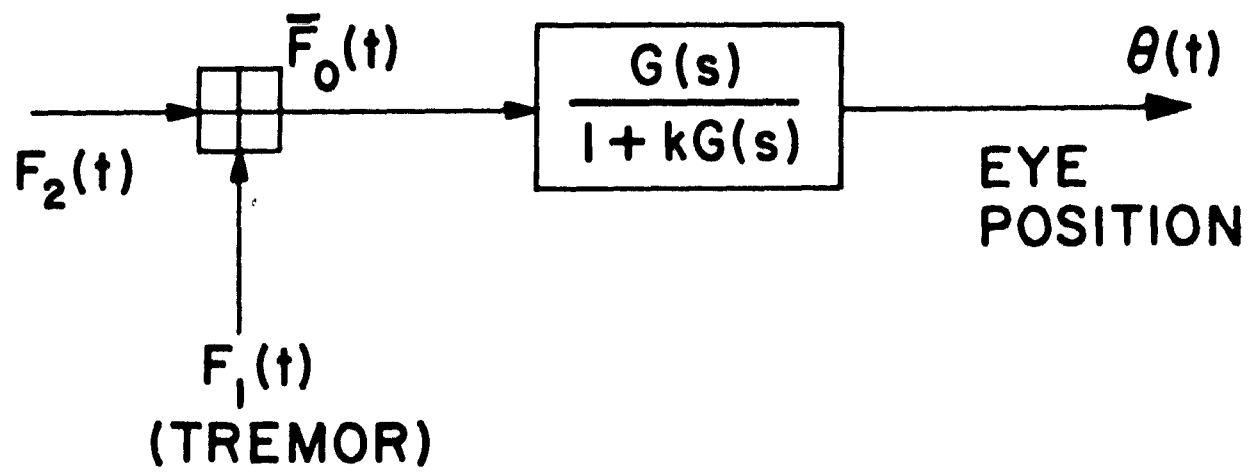 F̅₀(t)
G(s)
1 + kG(s)
θ(t)
F₂(t)
EYE
POSITION
F₁(t)
(TREMOR)